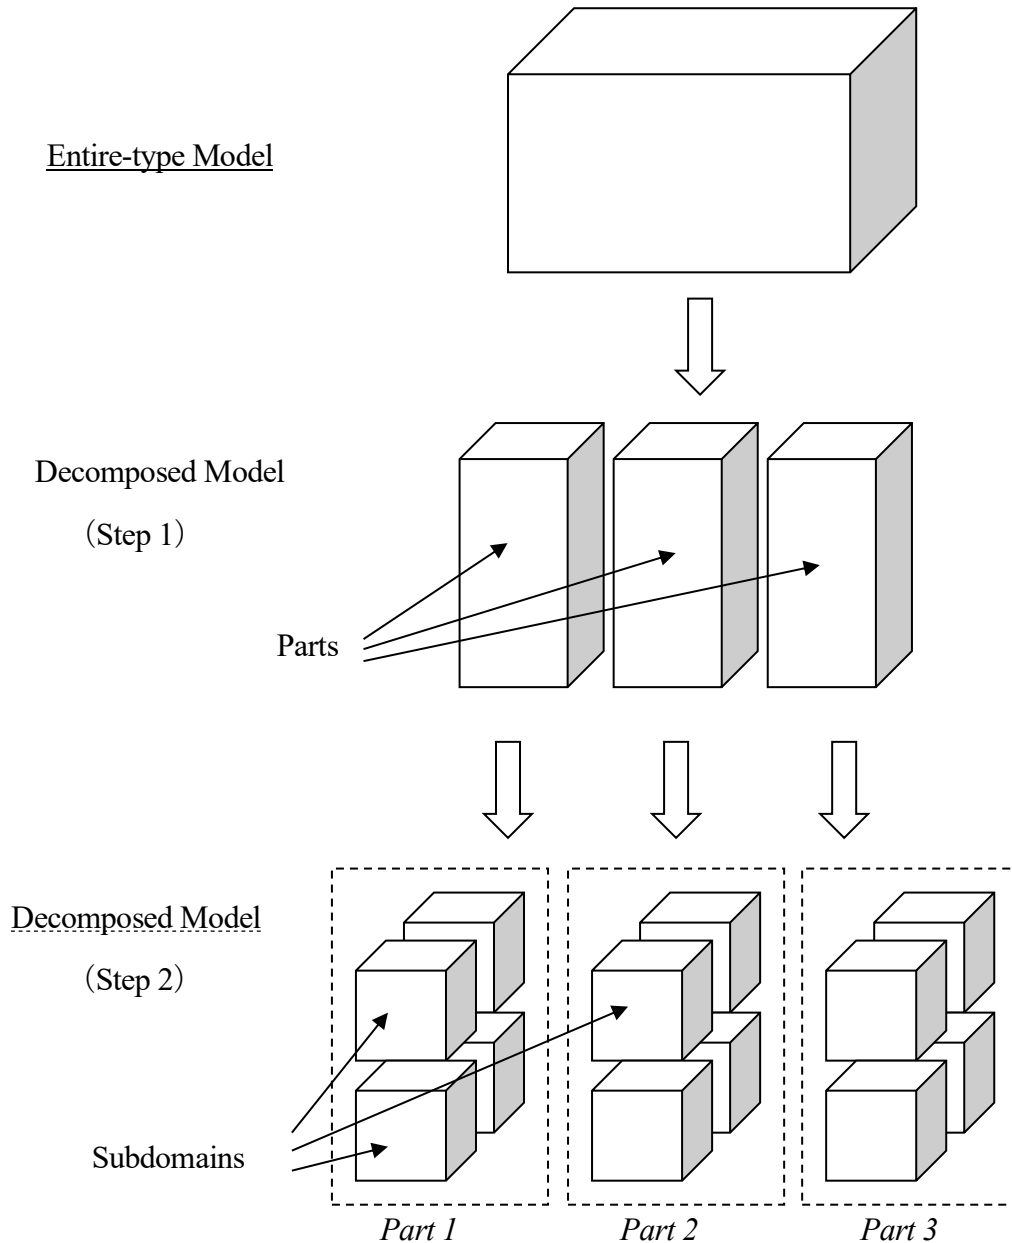 Entire-type Model
Decomposed Model
（Step 1）
Parts
Decomposed Model
（Step 2）
Subdomains
Part 1
Part 2
Part 3